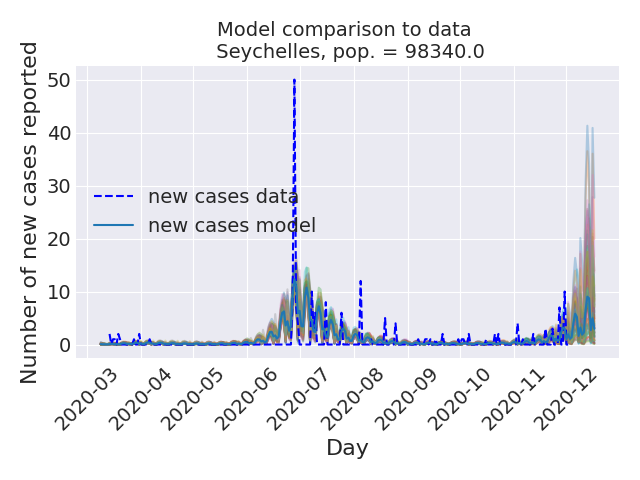 Model comparison to data
Seychelles, pop. = 98340.0
Number of new cases reported
50
40
30
20
10
0
new cases data
new cases model
2020-03
2020-04
2020-05
2020-06
2020-07
2020-08
2020-09
2020-10
2020-11
2020-12
Day